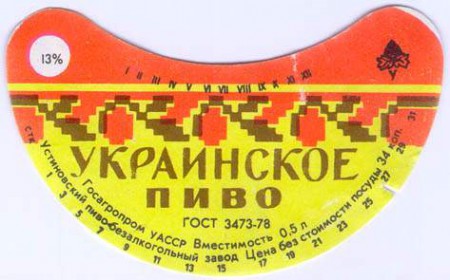 13%
I II III IV V VI VII VIII IX X XI XII
УКРАИНСКОЕ
ПИВО
ГОСТ 3473-78
Госагропром УАССР Вместимость 0,5 л
Устиновский пиво-безалкогольный завод Цена без стоимости посуды 34 коп.
1 3 5 7 9 11 13 15 17 19 21 23 25 27 29 31